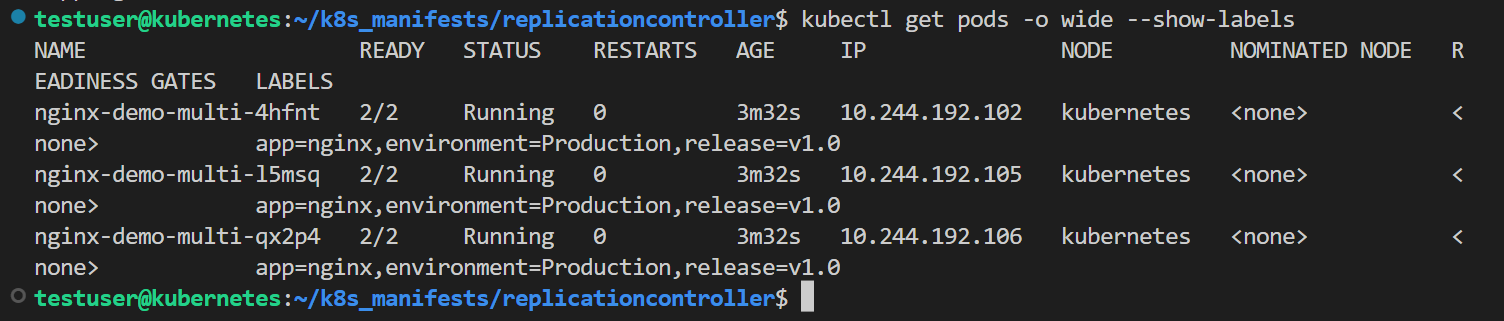 testuser@kubernetes:~/k8s_manifests/replicationcontroller$ kubectl get pods -o wide --show-labels
NAME                     READY   STATUS    RESTARTS   AGE     IP               NODE         NOMINATED NODE   R
EADINESS GATES   LABELS
nginx-demo-multi-4hfnt   2/2     Running   0          3m32s   10.244.192.102   kubernetes   <none>           <
none>            app=nginx,environment=Production,release=v1.0
nginx-demo-multi-l5msq   2/2     Running   0          3m32s   10.244.192.105   kubernetes   <none>           <
none>            app=nginx,environment=Production,release=v1.0
nginx-demo-multi-qx2p4   2/2     Running   0          3m32s   10.244.192.106   kubernetes   <none>           <
none>            app=nginx,environment=Production,release=v1.0
testuser@kubernetes:~/k8s_manifests/replicationcontroller$